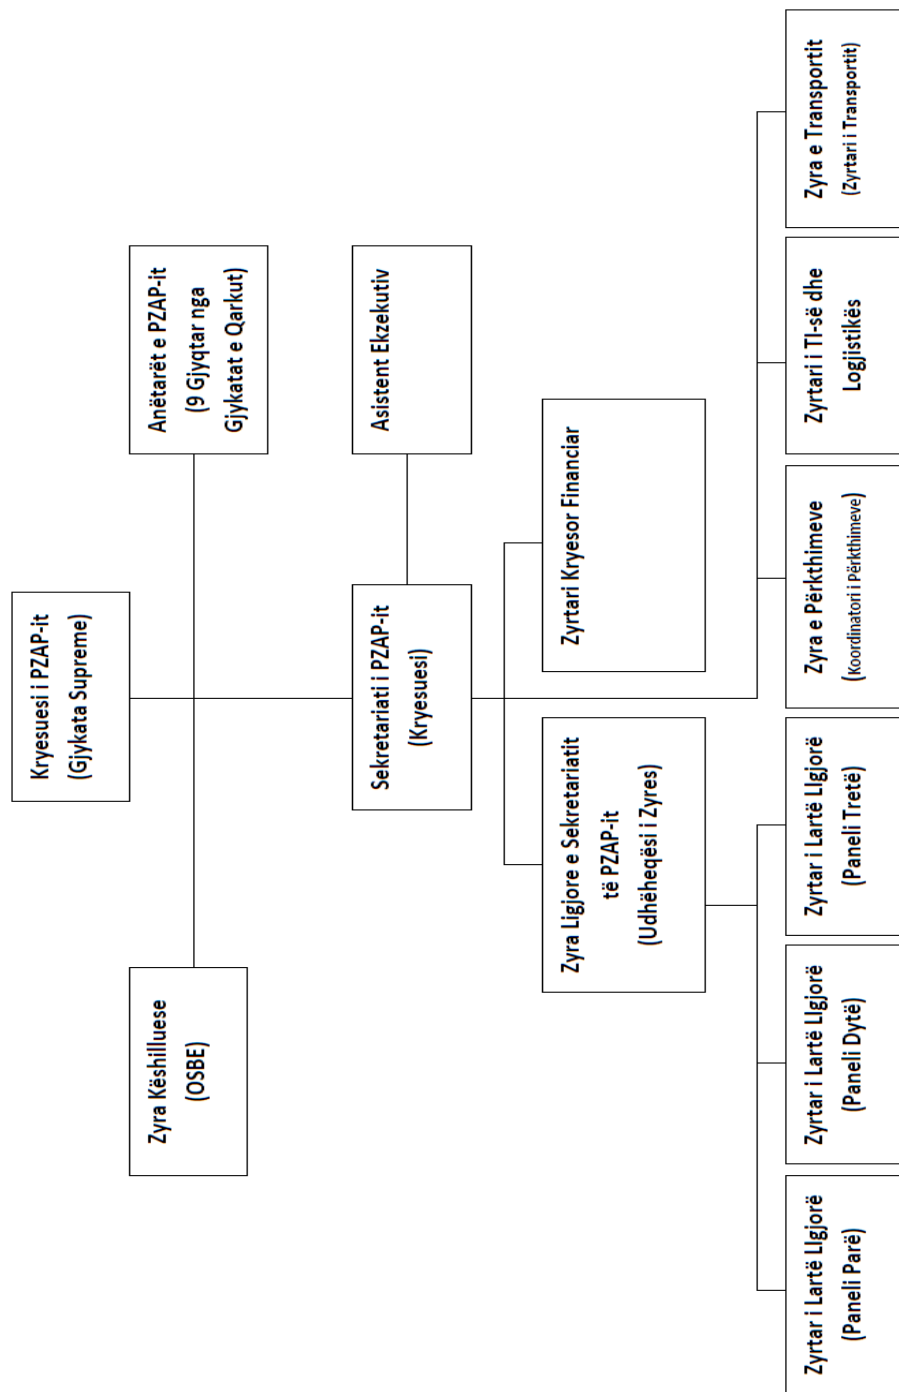 Kryesuesi i PZAP-it
(Gjykata Supreme)
Zyra Këshilluese
(OSBE)
Anëtarët e PZAP-it
(9 Gjyqtar nga
Gjykatat e Qarkut)
Sekretariati i PZAP-it
(Kryesuesi)
Asistent Ekzekutiv
Zyra Ligjore e Sekretariatit
të PZAP-it
(Udhëheqësi i Zyres)
Zyrtari Kryesor Financiar
Zyrtar i Lartë LIgjorë
(Paneli Parë)
Zyrtar i Lartë LIgjorë
(Paneli Dytë)
Zyrtar i Lartë LIgjorë
(Paneli Tretë)
Zyra e Përkthimeve
(Koordinatori i Përkthimeve)
Zyrtari i TI-së dhe
Logjistikës
Zyra e Transportit
(Zyrtari i Transportit)